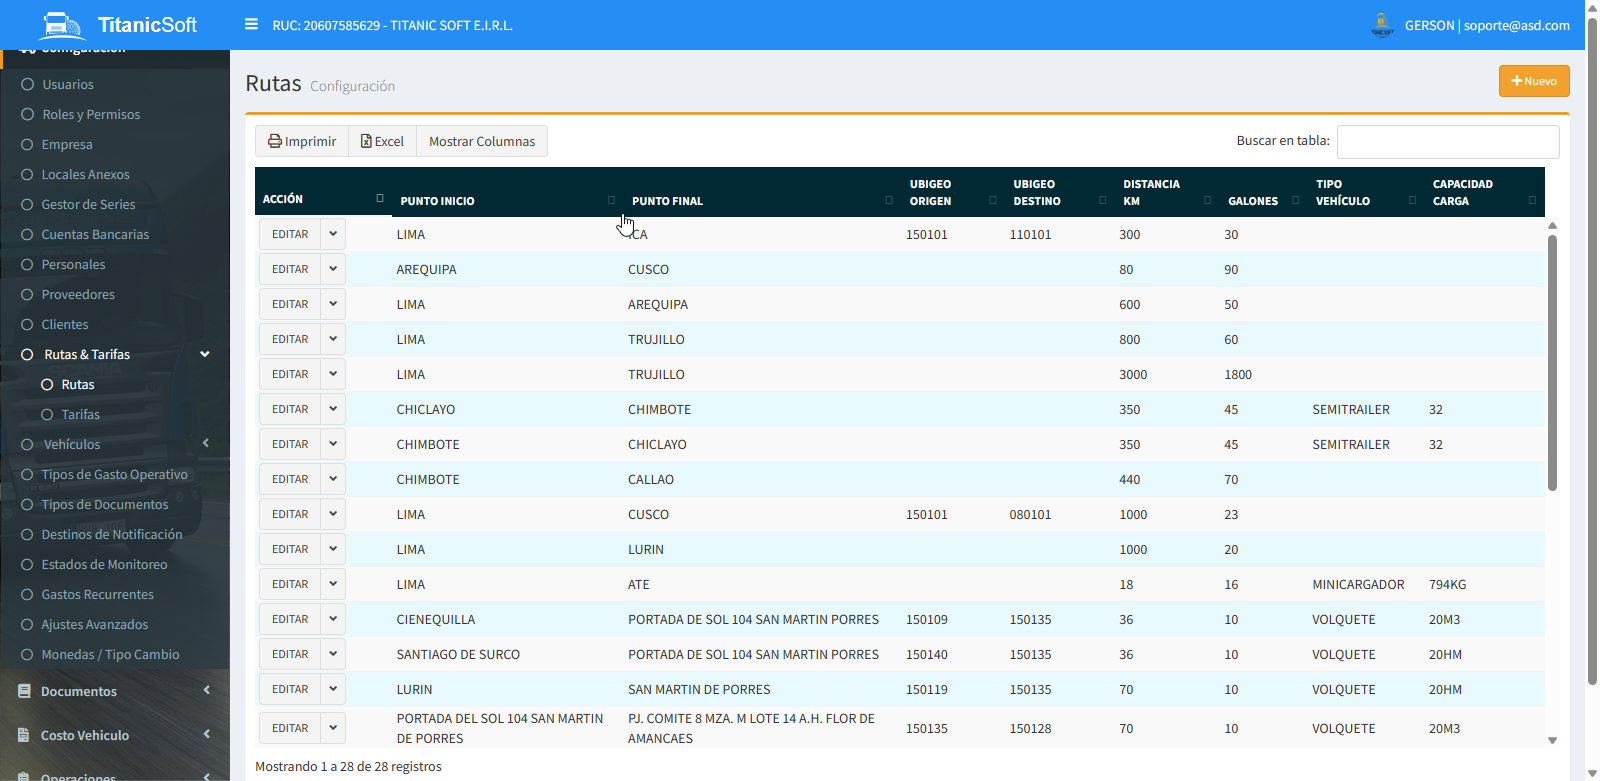 TitanicSoft
RUC: 20607585629 - TITANIC SOFT E.I.R.L.
GERSON | soporte@asd.com
Configuración
Usuarios
Roles y Permisos
Empresa
Locales Anexos
Gestor de Series
Cuentas Bancarias
Personales
Proveedores
Clientes
Rutas & Tarifas
Rutas
Tarifas
Vehículos
Tipos de Gasto Operativo
Tipos de Documentos
Destinos de Notificación
Estados de Monitoreo
Gastos Recurrentes
Ajustes Avanzados
Monedas / Tipo Cambio
Documentos
Costo Vehiculo
Operaciones
Rutas Configuración
Nuevo
Imprimir Excel Mostrar Columnas
Buscar en tabla:
ACCIÓN PUNTO INICIO PUNTO FINAL UBIGEO ORIGEN UBIGEO DESTINO DISTANCIA KM GALONES TIPO VEHÍCULO CAPACIDAD CARGA
EDITAR LIMA ICA 150101 110101 300 30
EDITAR AREQUIPA CUSCO 80 90
EDITAR LIMA AREQUIPA 600 50
EDITAR LIMA TRUJILLO 800 60
EDITAR LIMA TRUJILLO 3000 1800
EDITAR CHICLAYO CHIMBOTE 350 45 SEMITRAILER 32
EDITAR CHIMBOTE CHICLAYO 350 45 SEMITRAILER 32
EDITAR CHIMBOTE CALLAO 440 70
EDITAR LIMA CUSCO 150101 080101 1000 23
EDITAR LIMA LURIN 1000 20
EDITAR LIMA ATE 18 16 MINICARGADOR 794KG
EDITAR CIENEQUILLA PORTADA DE SOL 104 SAN MARTIN PORRES 150109 150135 36 10 VOLQUETE 20M3
EDITAR SANTIAGO DE SURCO PORTADA DE SOL 104 SAN MARTIN PORRES 150140 150135 36 10 VOLQUETE 20HM
EDITAR LURIN SAN MARTIN DE PORRES 150119 150135 70 10 VOLQUETE 20HM
EDITAR PORTADA DEL SOL 104 SAN MARTIN DE PORRES PJ. COMITE 8 MZA. M LOTE 14 A.H. FLOR DE AMANCAES 150135 150128 70 10 VOLQUETE 20M3
Mostrando 1 a 28 de 28 registros